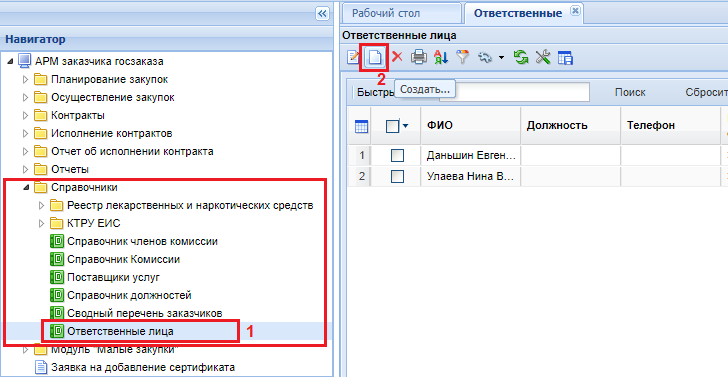 Рабочий стол
Ответственные
Навигатор
Ответственные лица
АРМ заказчика госзаказа
Планирование закупок
Осуществление закупок
Контракты
Исполнение контрактов
Отчет об исполнении контракта
Отчеты
Справочники
Реестр лекарственных и наркотических средств
КТРУ ЕИС
Справочник членов комиссии
Справочник Комиссии
Поставщики услуг
Справочник должностей
Сводный перечень заказчиков
Ответственные лица
1
Модуль "Малые закупки"
Заявка на добавление сертификата
2
Создать...
Быстры
Поиск
Сбросит
ФИО
Должность
Телефон
1
Даньшин Евген...
2
Улаева Нина В...